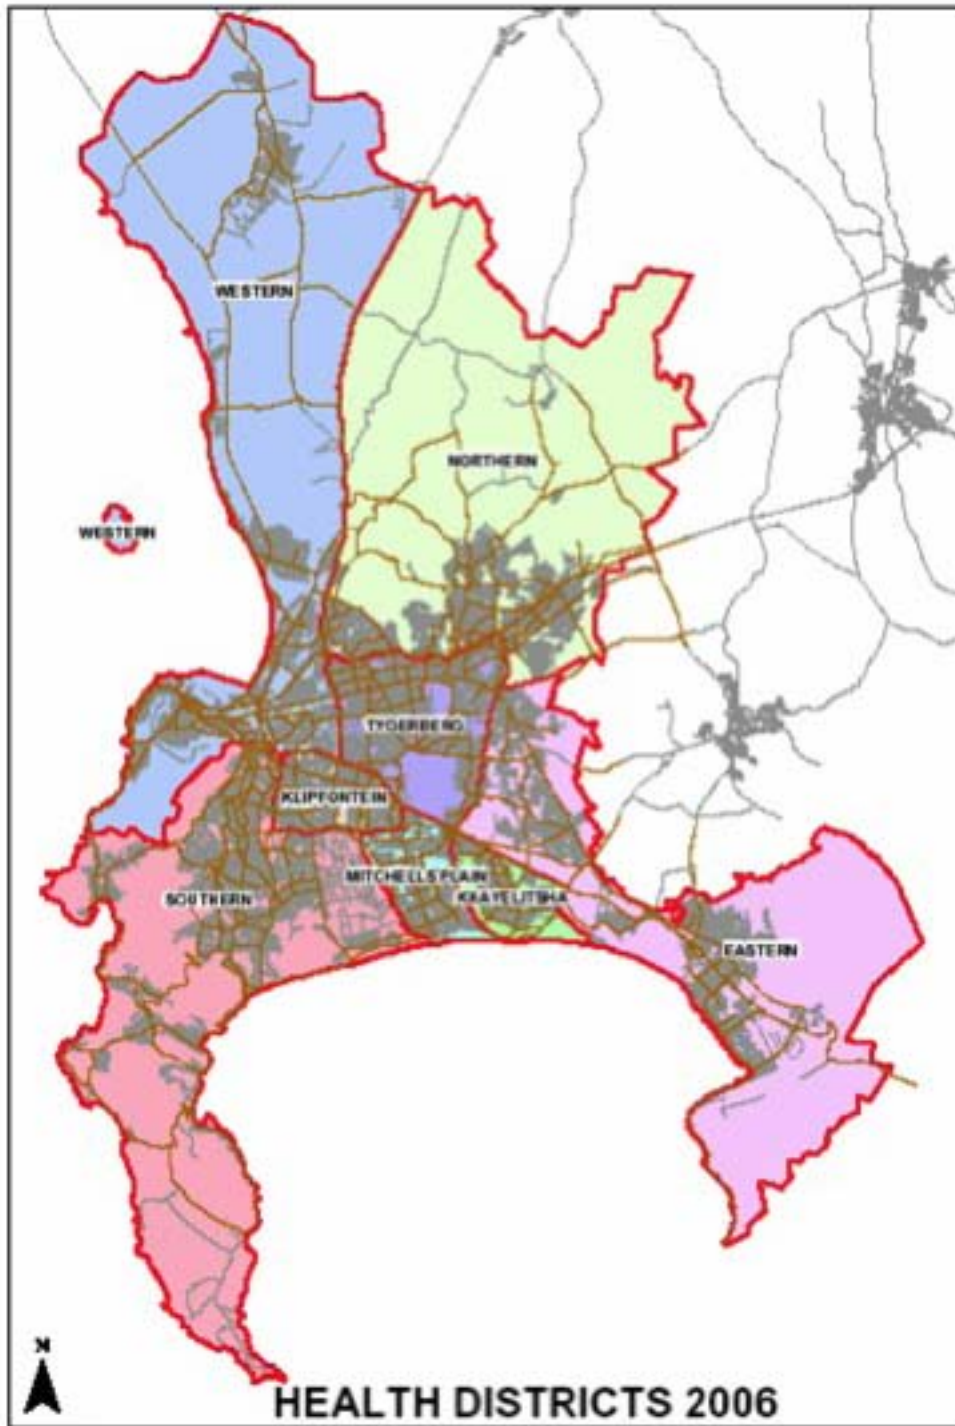 WESTERN
NORTHERN
WESTERN
TYGERBERG
KLIPFONTEIN
MITCHELLS PLAIN
KHAYELITSHA
SOUTHERN
EASTERN
N
HEALTH DISTRICTS 2006